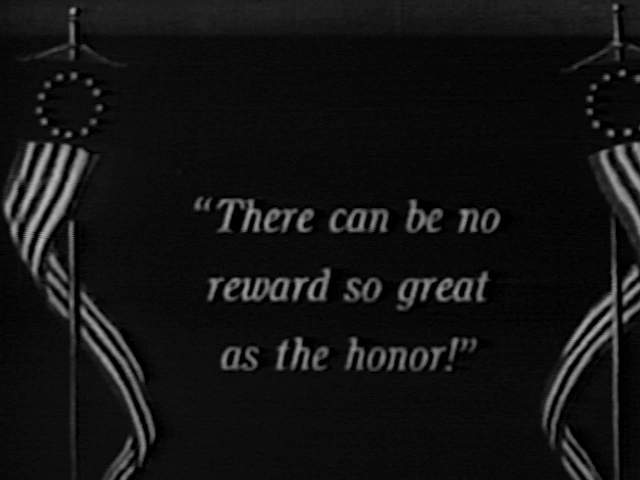 “There can be no
reward so great
as the honor!”